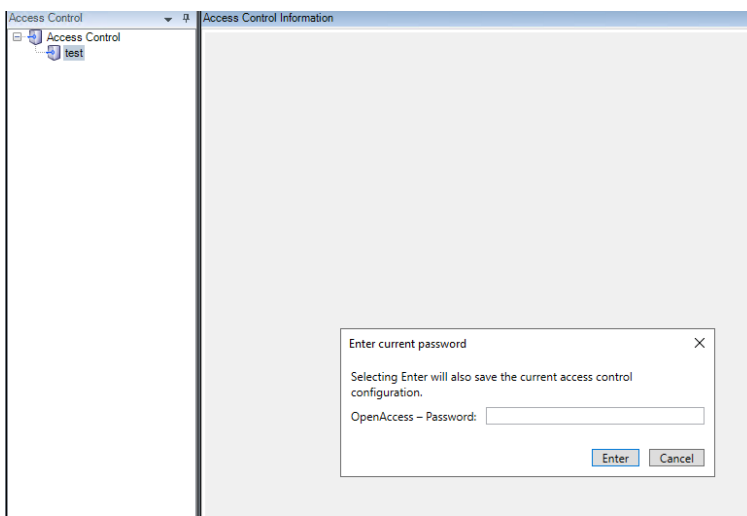 Access Control
Access Control Information
Access Control
test
Enter current password
Selecting Enter will also save the current access control
configuration.
OpenAccess – Password:
Enter
Cancel